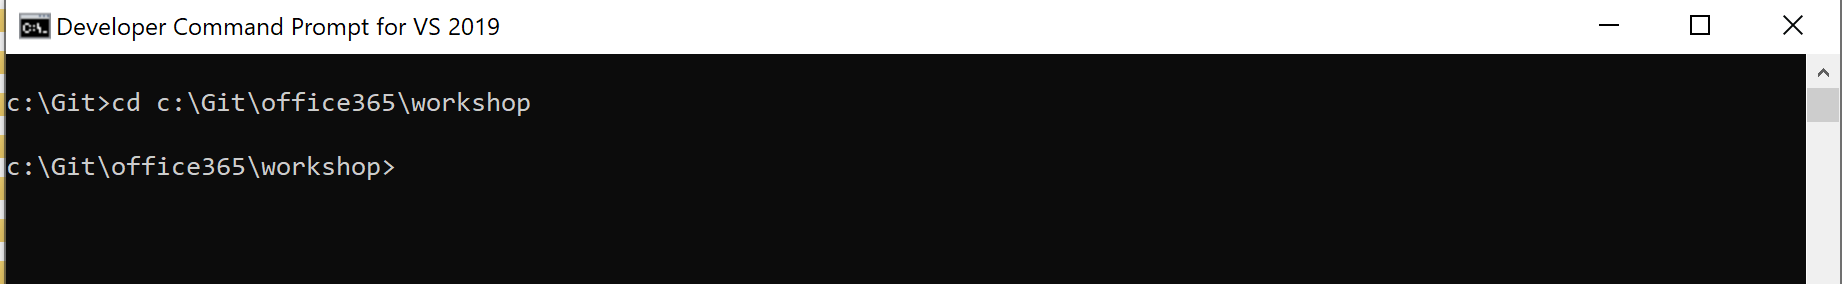 Developer Command Prompt for VS 2019
c:\Git>cd c:\Git\office365\workshop
c:\Git\office365\workshop>